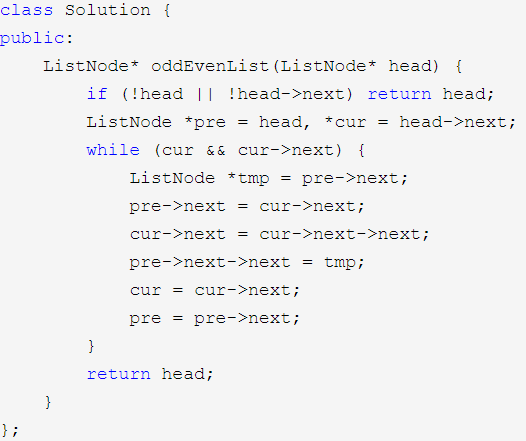 class Solution {
public:
    ListNode* oddEvenList(ListNode* head) {
        if (!head || !head->next) return head;
        ListNode *pre = head, *cur = head->next;
        while (cur && cur->next) {
            ListNode *tmp = pre->next;
            pre->next = cur->next;
            cur->next = cur->next->next;
            pre->next->next = tmp;
            cur = cur->next;
            pre = pre->next;
        }
        return head;
    }
};